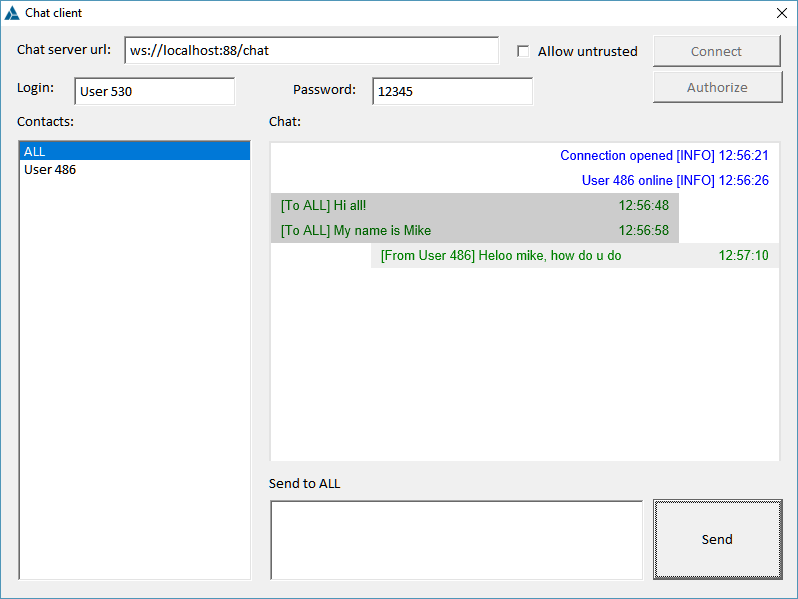 Chat client
Chat server url: ws://localhost:88/chat Allow untrusted Connect
Login: User 530 Password: 12345 Authorize
Contacts: Chat:
ALL
User 486
Connection opened [INFO] 12:56:21
User 486 online [INFO] 12:56:26
[To ALL] Hi all! 12:56:48
[To ALL] My name is Mike 12:56:58
[From User 486] Heloo mike, how do u do 12:57:10
Send to ALL
Send